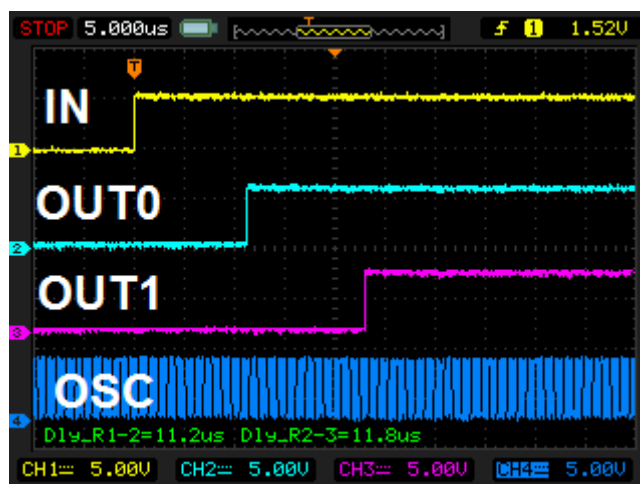 STOP 5.000us T 1 1.52V
T
IN
1
OUT0
2
OUT1
3
OSC
4
Dly_R1-2=11.2us Dly_R2-3=11.8us
CH1 5.00V CH2 5.00V CH3 5.00V CH4 5.00V